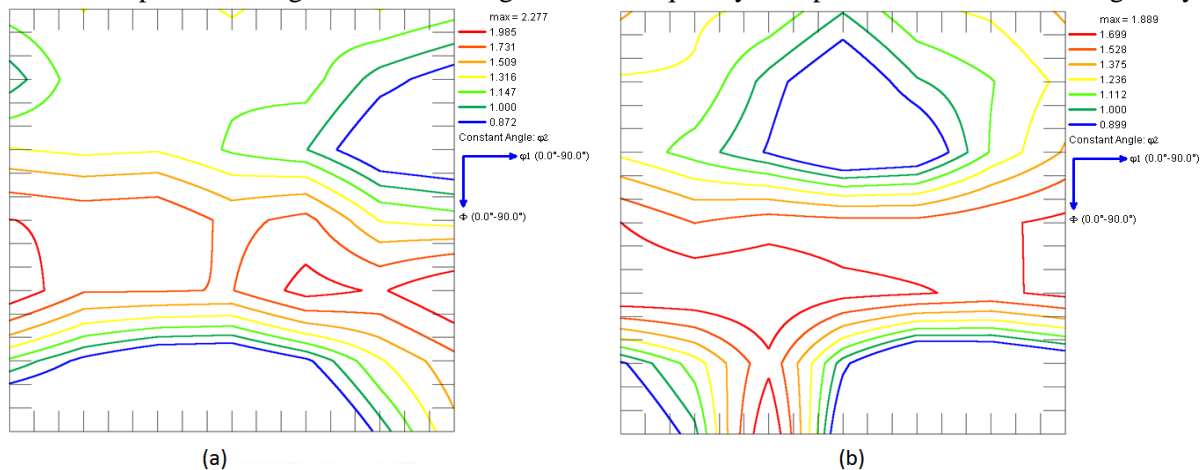 max = 2.277
1.985
1.731
1.509
1.316
1.147
1.000
0.872
Constant Angle: φ2
φ1 (0.0°-90.0°)
Φ (0.0°-90.0°)
(a)
max = 1.889
1.699
1.528
1.375
1.236
1.112
1.000
0.899
Constant Angle: φ2
φ1 (0.0°-90.0°)
Φ (0.0°-90.0°)
(b)